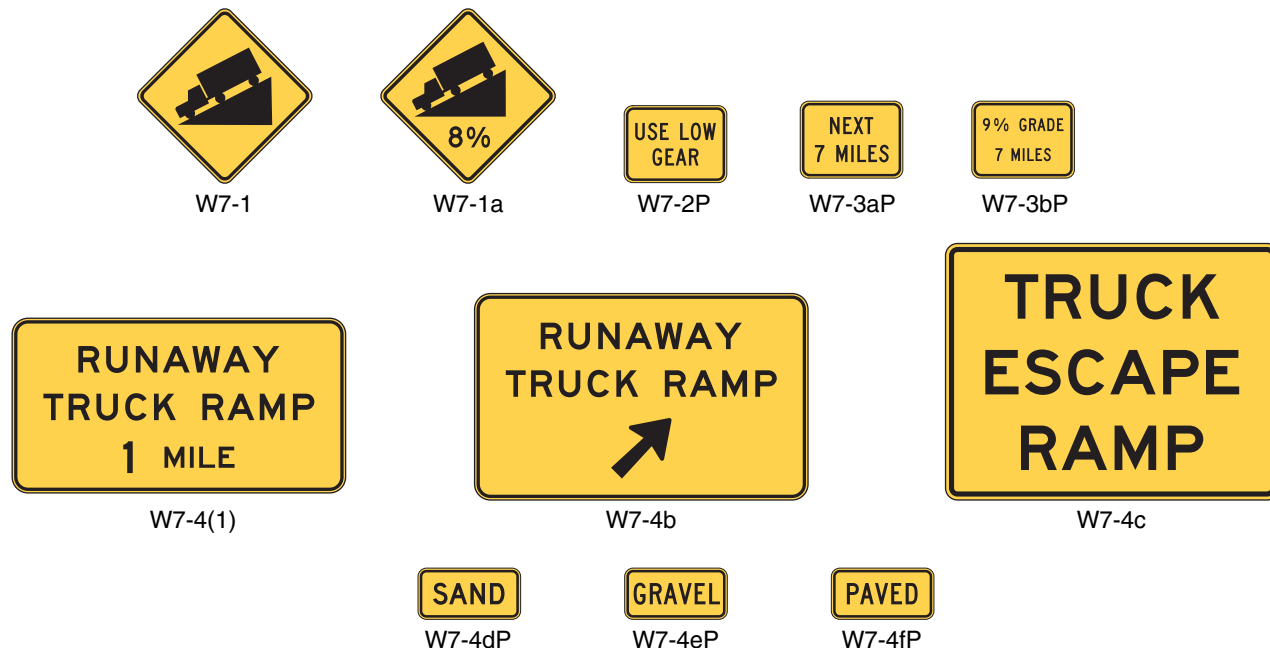 8%
USE LOW
GEAR
NEXT
7 MILES
9% GRADE
7 MILES
W7-1
W7-1a
W7-2P
W7-3aP
W7-3bP
RUNAWAY
TRUCK RAMP
1 MILE
W7-4(1)
RUNAWAY
TRUCK RAMP
W7-4b
TRUCK
ESCAPE
RAMP
W7-4c
SAND
GRAVEL
PAVED
W7-4dP
W7-4eP
W7-4fP